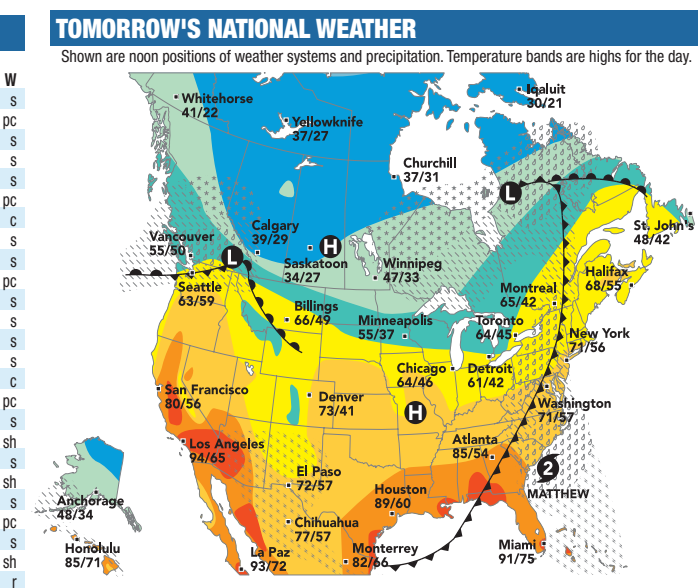 TOMORROW'S NATIONAL WEATHER
Shown are noon positions of weather systems and precipitation. Temperature bands are highs for the day.
W
s
pc
s
s
s
pc
c
s
s
pc
s
s
s
s
c
pc
s
sh
s
sh
s
pc
s
sh
r
Whitehorse
41/22
Yellowknife
37/27
Iqaluit
30/21
Churchill
37/31
L
Vancouver
55/50
Calgary
39/29
L
H
Saskatoon
34/27
Winnipeg
47/33
St. John's
48/42
Seattle
63/59
Billings
66/49
Minneapolis
55/37
Montreal
65/42
Halifax
68/55
Toronto
64/45
New York
71/56
San Francisco
80/56
Denver
73/41
Chicago
64/46
Detroit
61/42
H
Washington
71/57
Los Angeles
94/65
Atlanta
85/54
El Paso
72/57
2
MATTHEW
Houston
89/60
Anchorage
48/34
Chihuahua
77/57
Honolulu
85/71
La Paz
93/72
Monterrey
82/66
Miami
91/75